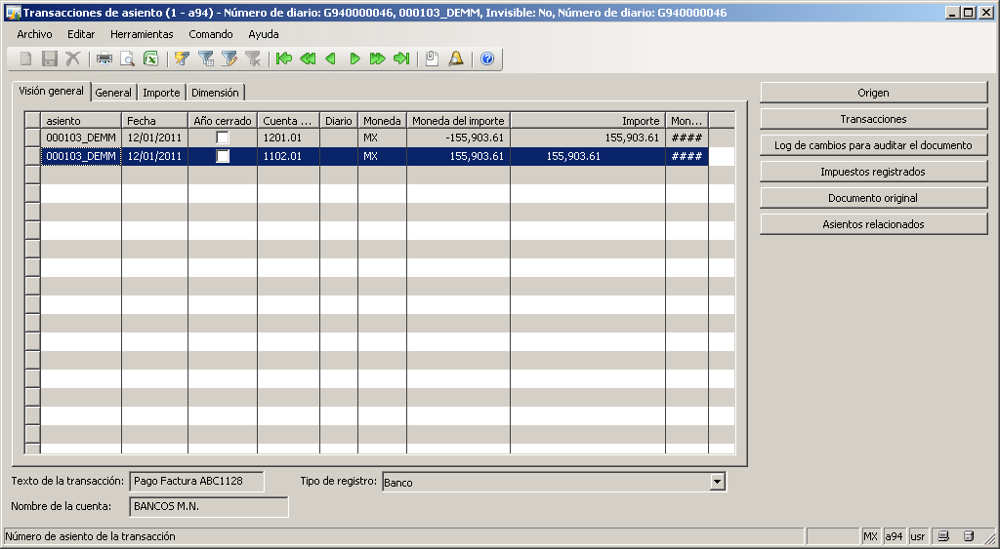 Transacciones de asiento (1 - a94) - Número de diario: G940000046, 000103_DEMM, Invisible: No, Número de diario: G940000046
Archivo Editar Herramientas Comando Ayuda
Visión general General Importe Dimensión
asiento Fecha Año cerrado Cuenta ... Diario Moneda Moneda del importe Importe Mon...
000103_DEMM 12/01/2011 1201.01 MX -155,903.61 155,903.61 ####
000103_DEMM 12/01/2011 1102.01 MX 155,903.61 155,903.61 ####
Origen
Transacciones
Log de cambios para auditar el documento
Impuestos registrados
Documento original
Asientos relacionados
Texto de la transacción: Pago Factura ABC1128 Tipo de registro: Banco
Nombre de la cuenta: BANCOS M.N.
Número de asiento de la transacción MX a94 usr